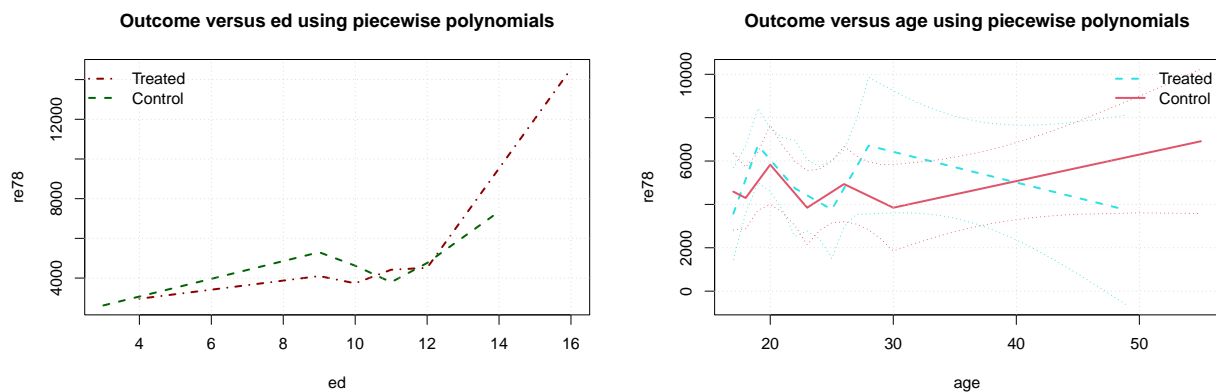 Outcome versus ed using piecewise polynomials
Treated
Control
re78
4000
8000
12000
4 6 8 10 12 14 16
ed
Outcome versus age using piecewise polynomials
Treated
Control
re78
0
2000
4000
6000
10000
20 30 40 50
age